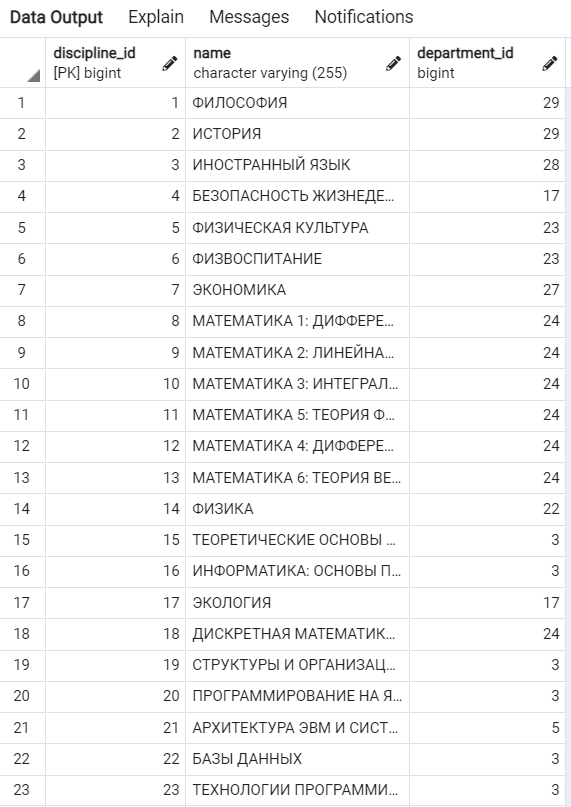 Data Output Explain Messages Notifications
discipline_id name department_id
[PK] bigint character varying (255) bigint
1 1 ФИЛОСОФИЯ 29
2 2 ИСТОРИЯ 29
3 3 ИНОСТРАННЫЙ ЯЗЫК 28
4 4 БЕЗОПАСНОСТЬ ЖИЗНЕДЕ... 17
5 5 ФИЗИЧЕСКАЯ КУЛЬТУРА 23
6 6 ФИЗВОСПИТАНИЕ 23
7 7 ЭКОНОМИКА 27
8 8 МАТЕМАТИКА 1: ДИФФЕРЕ... 24
9 9 МАТЕМАТИКА 2: ЛИНЕЙНА... 24
10 10 МАТЕМАТИКА 3: ИНТЕГРАЛ... 24
11 11 МАТЕМАТИКА 5: ТЕОРИЯ Ф... 24
12 12 МАТЕМАТИКА 4: ДИФФЕРЕ... 24
13 13 МАТЕМАТИКА 6: ТЕОРИЯ ВЕ... 24
14 14 ФИЗИКА 22
15 15 ТЕОРЕТИЧЕСКИЕ ОСНОВЫ ... 3
16 16 ИНФОРМАТИКА: ОСНОВЫ П... 3
17 17 ЭКОЛОГИЯ 17
18 18 ДИСКРЕТНАЯ МАТЕМАТИК... 24
19 19 СТРУКТУРЫ И ОРГАНИЗАЦ... 3
20 20 ПРОГРАММИРОВАНИЕ НА Я... 3
21 21 АРХИТЕКТУРА ЭВМ И СИСТ... 5
22 22 БАЗЫ ДАННЫХ 3
23 23 ТЕХНОЛОГИИ ПРОГРАММИ... 3